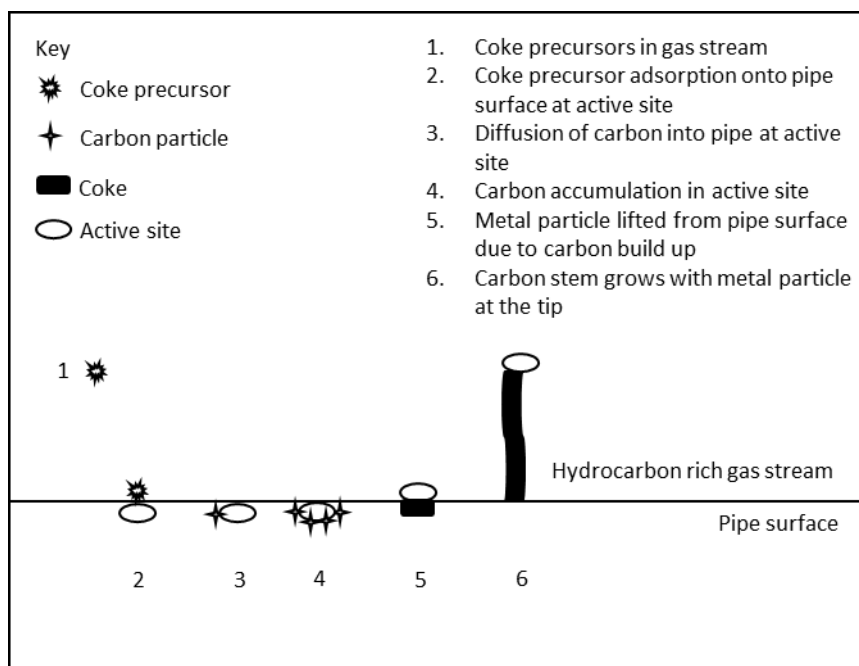 Key
Coke precursor
Carbon particle
Coke
Active site
1. Coke precursors in gas stream
2. Coke precursor adsorption onto pipe
surface at active site
3. Diffusion of carbon into pipe at active
site
4. Carbon accumulation in active site
5. Metal particle lifted from pipe surface
due to carbon build up
6. Carbon stem grows with metal particle
at the tip
1
Hydrocarbon rich gas stream
Pipe surface
2 3 4 5 6